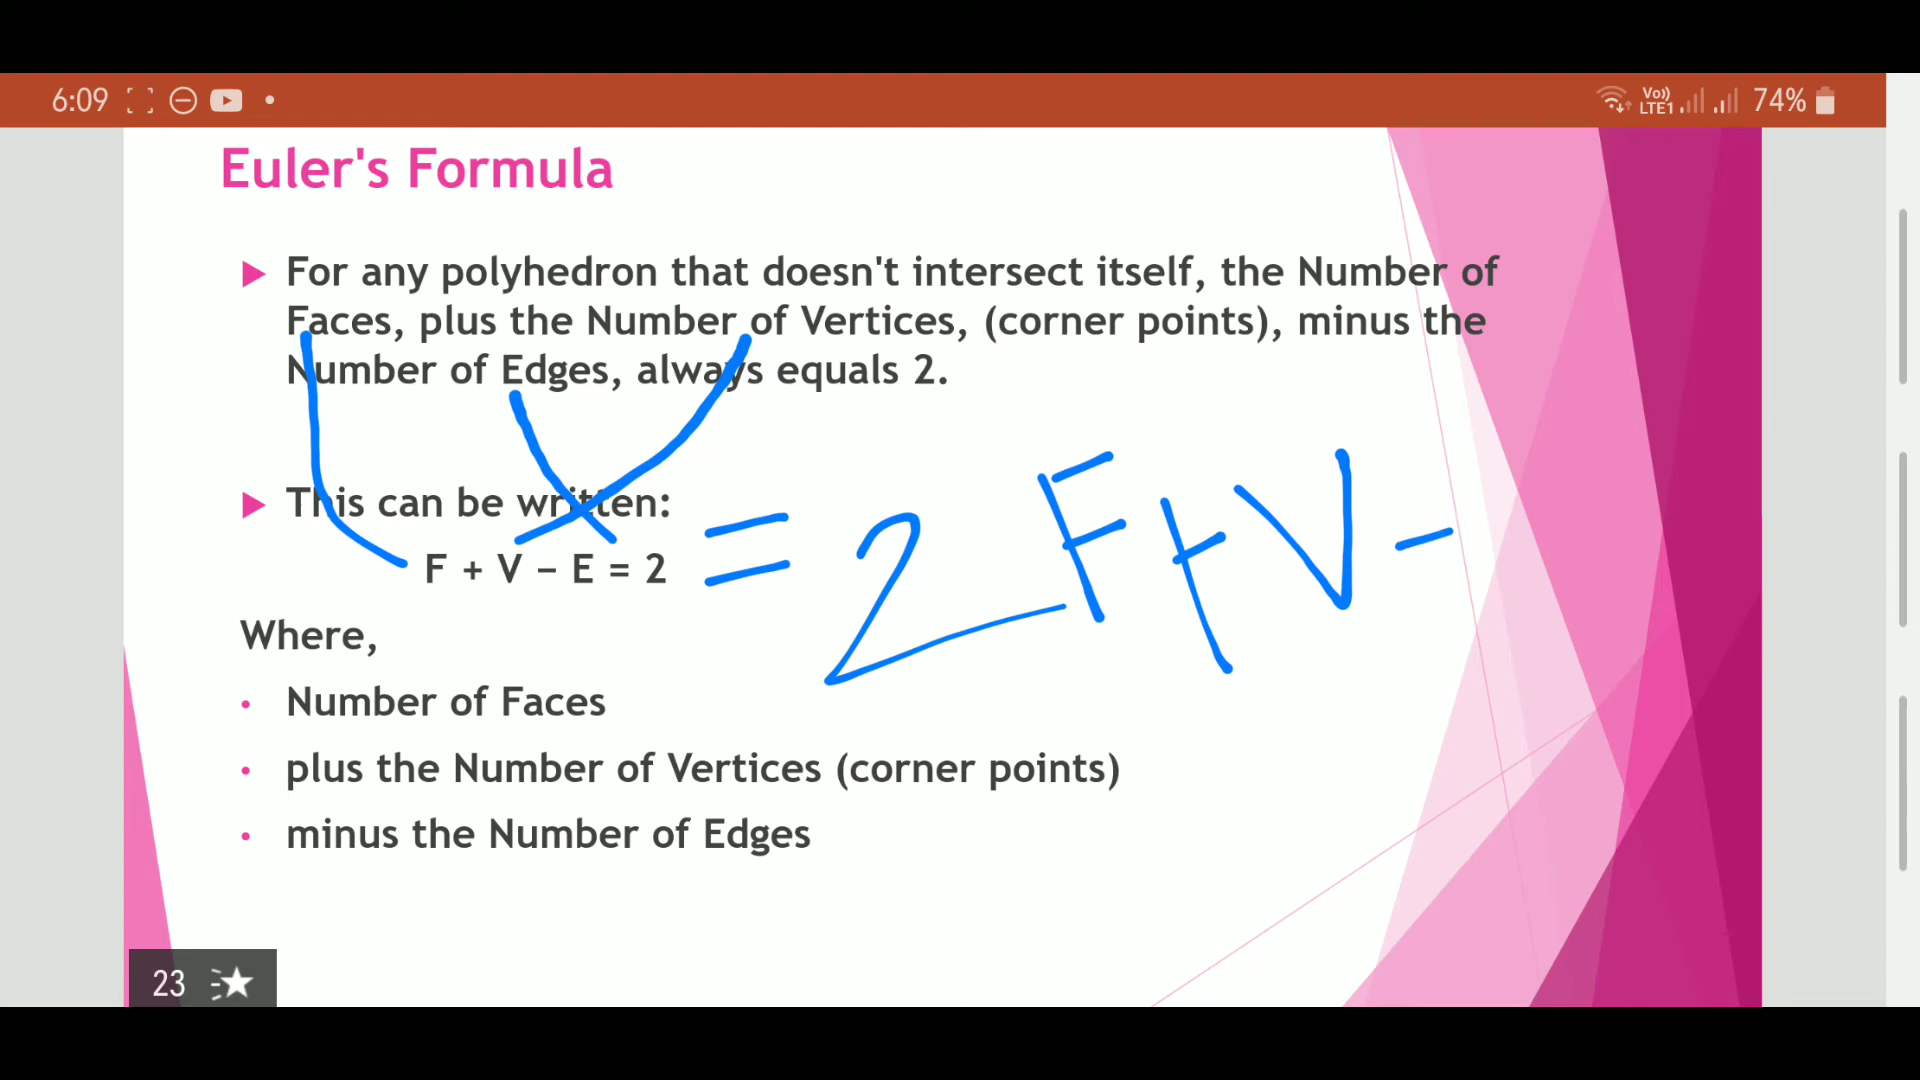 6:09 Vo)) LTE1 74%
Euler's Formula
For any polyhedron that doesn't intersect itself, the Number of
Faces, plus the Number of Vertices, (corner points), minus the
Number of Edges, always equals 2.
This can be written:
F + V – E = 2 = 2 F+V-
Where,
Number of Faces
plus the Number of Vertices (corner points)
minus the Number of Edges
23